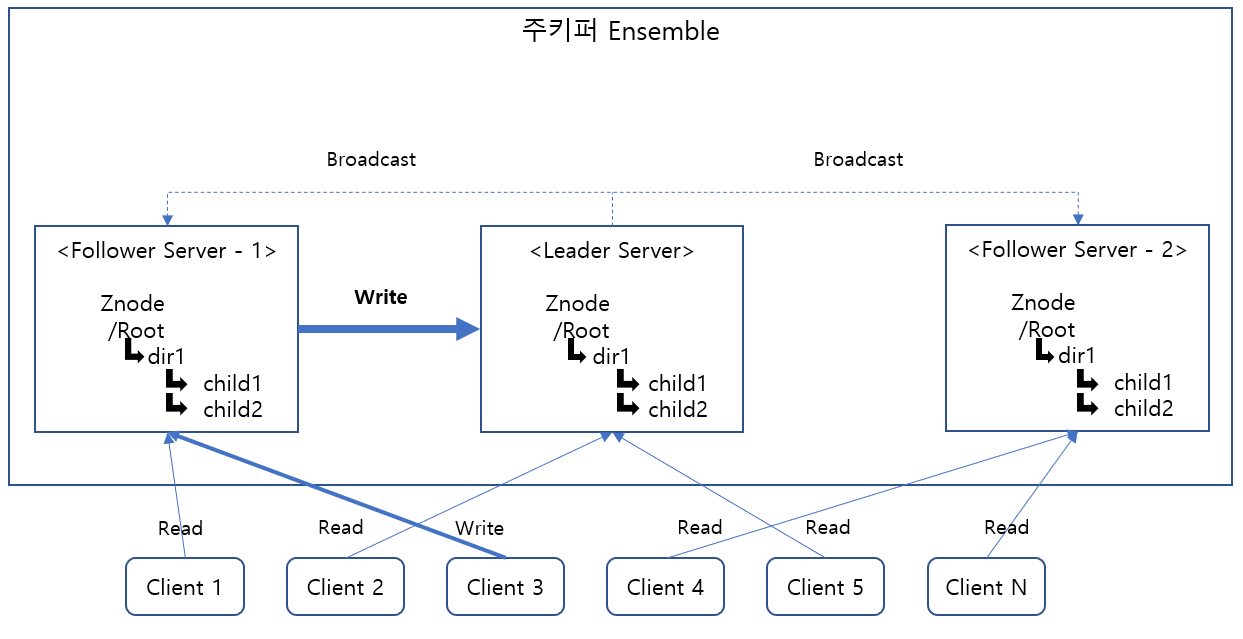 주키퍼 Ensemble
Broadcast
Broadcast
<Follower Server - 1>
Znode
/Root
dir1
child1
child2
Write
<Leader Server>
Znode
/Root
dir1
child1
child2
<Follower Server - 2>
Znode
/Root
dir1
child1
child2
Read
Read
Write
Read
Read
Read
Client 1
Client 2
Client 3
Client 4
Client 5
Client N